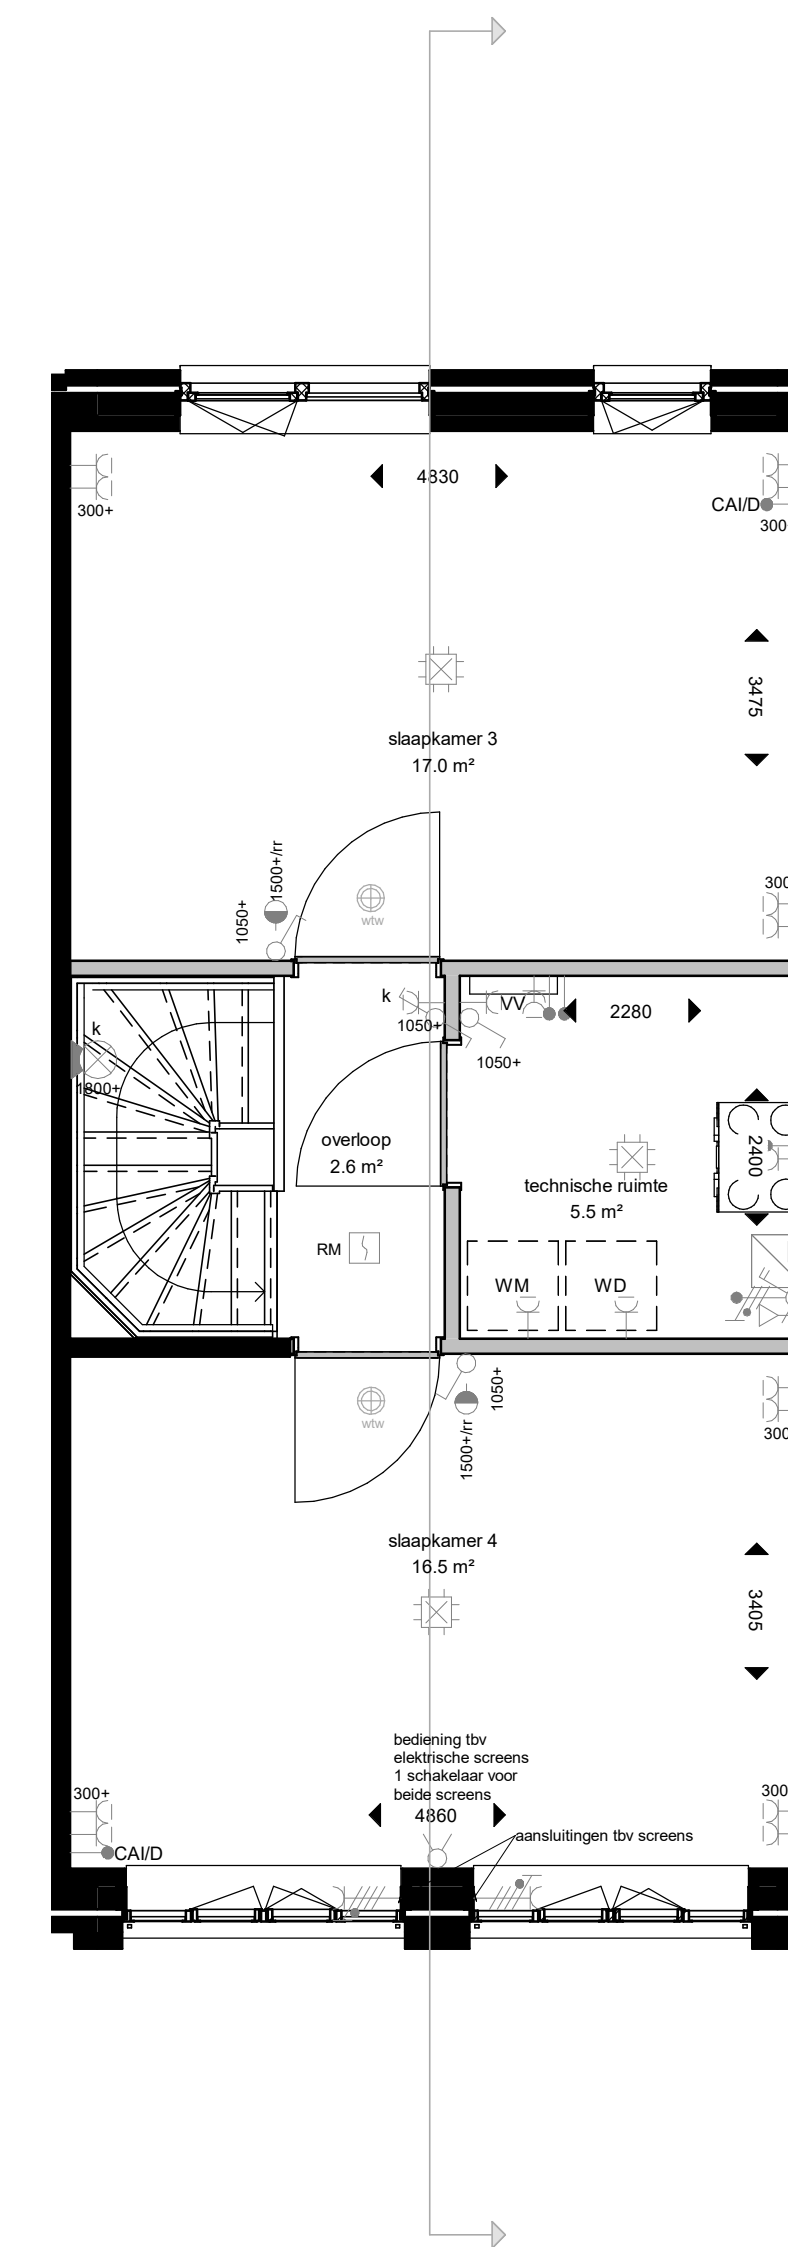 4830
300+
CAI/D
300
3475
slaapkamer 3
17.0 m²
1500+/rr
1050+
300
wtw
k
VV
2280
1050+
k
1050+
1800+
2400
overloop
2.6 m²
technische ruimte
5.5 m²
RM
WM
WD
1050+
wtw
1500+/rr
300
slaapkamer 4
16.5 m²
3405
bediening tbv
elektrische screens
1 schakelaar voor
beide screens
300+
300
4860
aansluitingen tbv screens
CAI/D